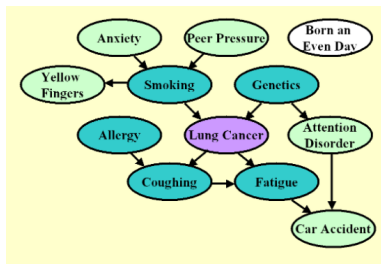 Anxiety
Peer Pressure
Born an
Even Day
Yellow
Fingers
Smoking
Genetics
Allergy
Lung Cancer
Attention
Disorder
Coughing
Fatigue
Car Accident